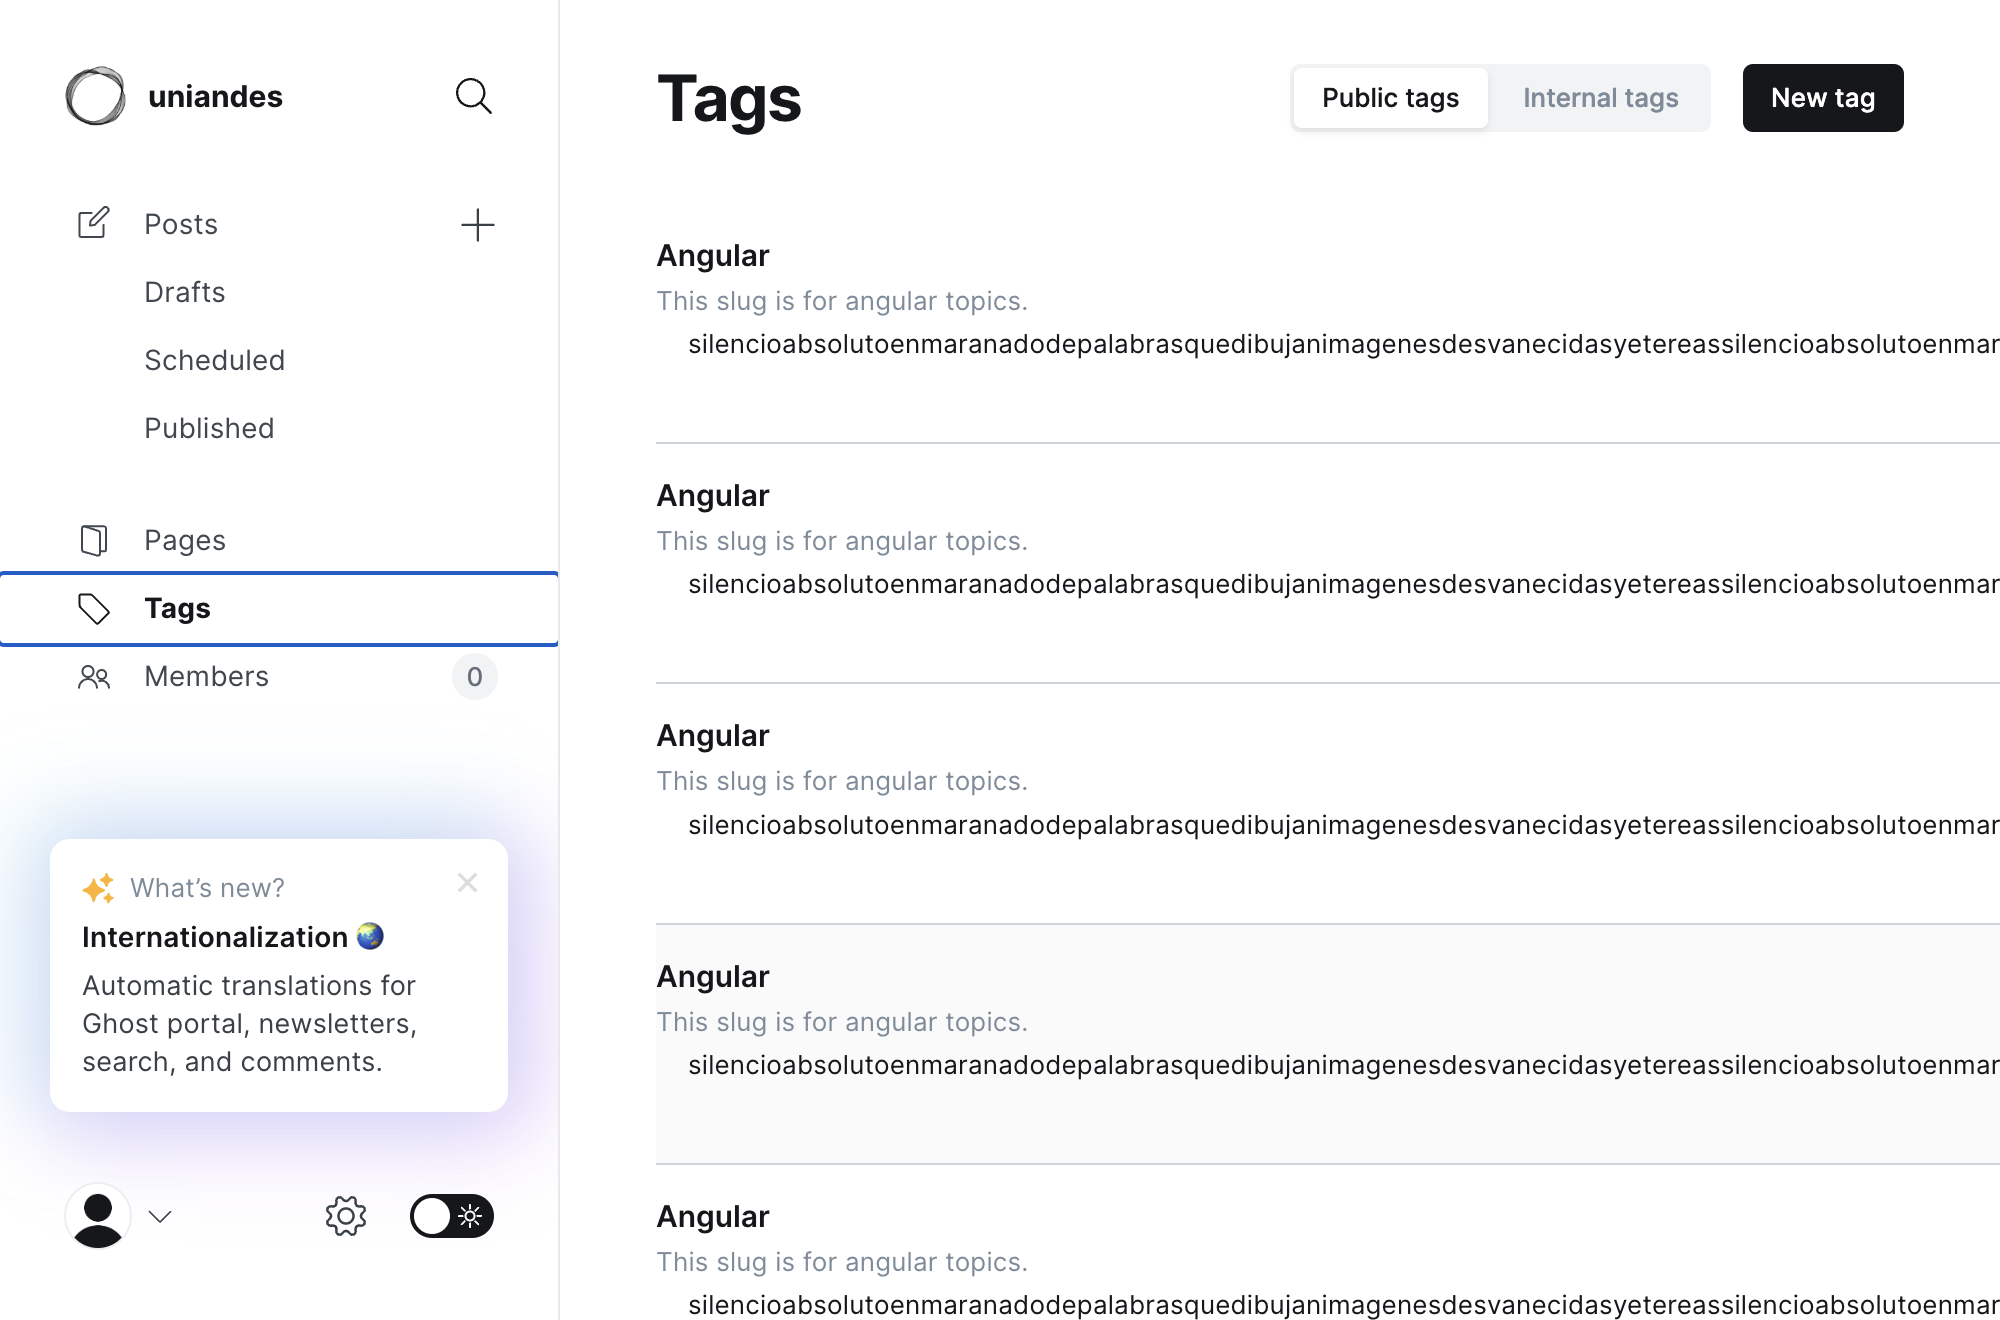 uniandes
Posts
Drafts
Scheduled
Published
Pages
Tags
Members 0
What's new?
Internationalization
Automatic translations for
Ghost portal, newsletters,
search, and comments.
Tags
Public tags Internal tags New tag
Angular
This slug is for angular topics.
silencioabsolutoenmaranadodepalabrasquedibujanimagenesdesvanecidasyetereassilencioabsolutoenmar
Angular
This slug is for angular topics.
silencioabsolutoenmaranadodepalabrasquedibujanimagenesdesvanecidasyetereassilencioabsolutoenmar
Angular
This slug is for angular topics.
silencioabsolutoenmaranadodepalabrasquedibujanimagenesdesvanecidasyetereassilencioabsolutoenmar
Angular
This slug is for angular topics.
silencioabsolutoenmaranadodepalabrasquedibujanimagenesdesvanecidasyetereassilencioabsolutoenmar
Angular
This slug is for angular topics.
silencioabsolutoenmaranadodepalabrasquedibujanimagenesdesvanecidasyetereassilencioabsolutoenmar